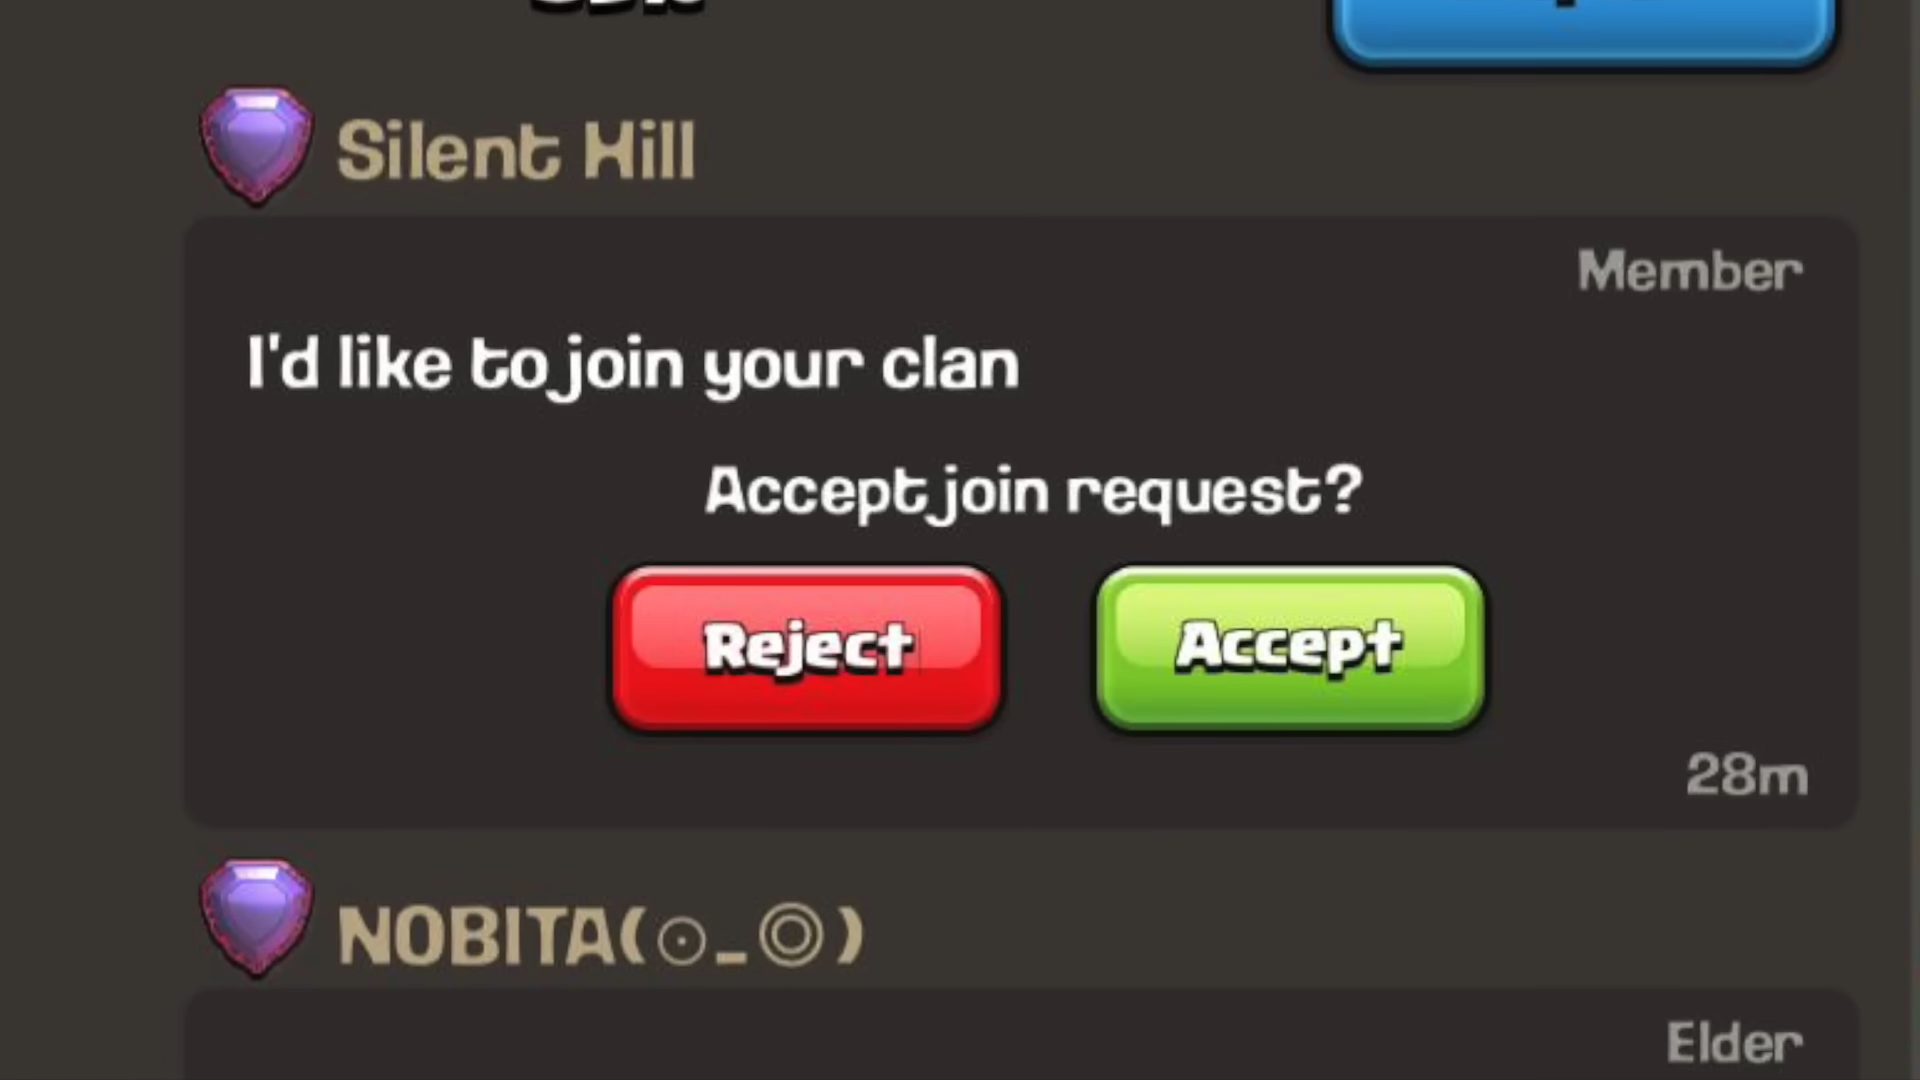 Silent Hill
Member
I'd like to join your clan
Accept join request?
Reject
Accept
28m
NOBITA(⊙_◎)
Elder